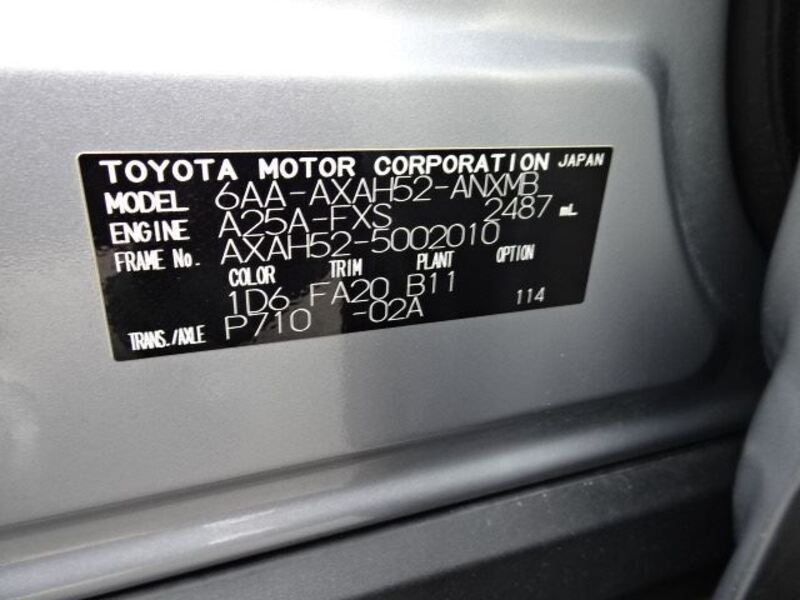 TOYOTA MOTOR CORPORATION JAPAN
MODEL 6AA-AXAH52-ANXMB
ENGINE A25A-FXS 2487 mL
FRAME No. AXAH52-5002010
COLOR TRIM PLANT OPTION
1D6 FA20 B11 114
TRANS./AXLE P710 -02A